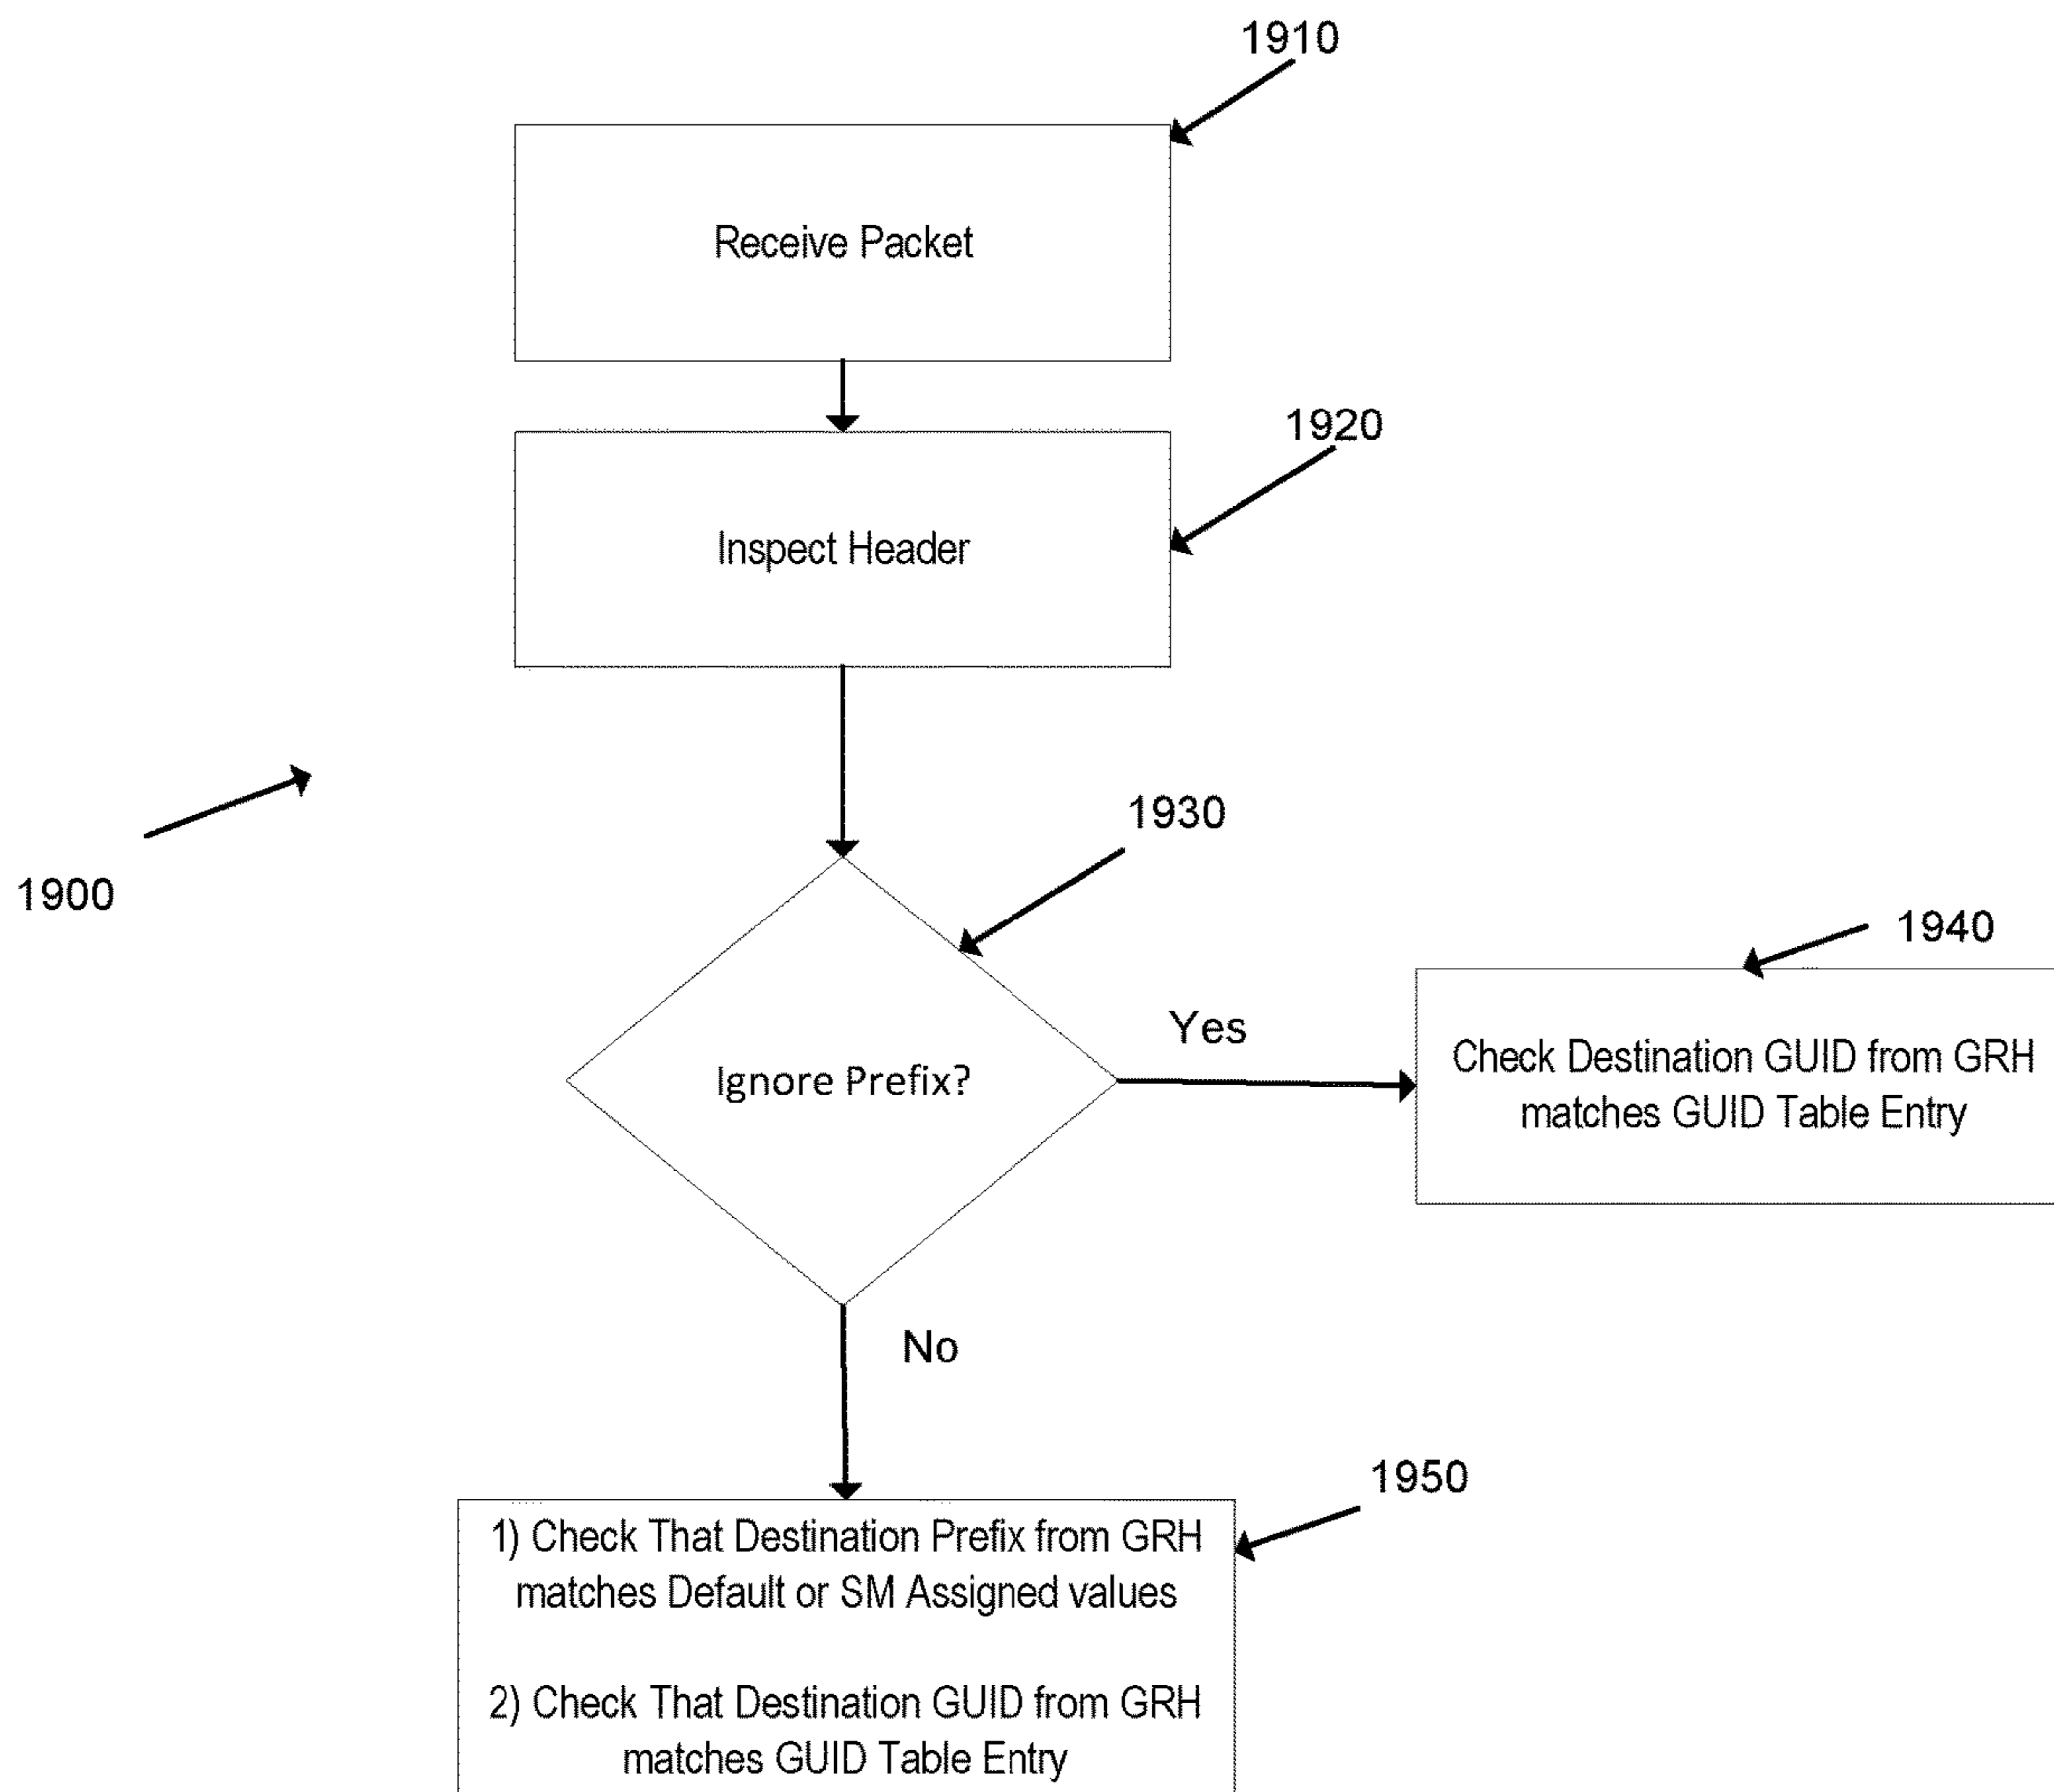 1910
Receive Packet
1920
Inspect Header
1930
1900
1940
Yes
Ignore Prefix?
Check Destination GUID from GRH
matches GUID Table Entry
No
1950
1) Check That Destination Prefix from GRH
matches Default or SM Assigned values
2) Check That Destination GUID from GRH
matches GUID Table Entry